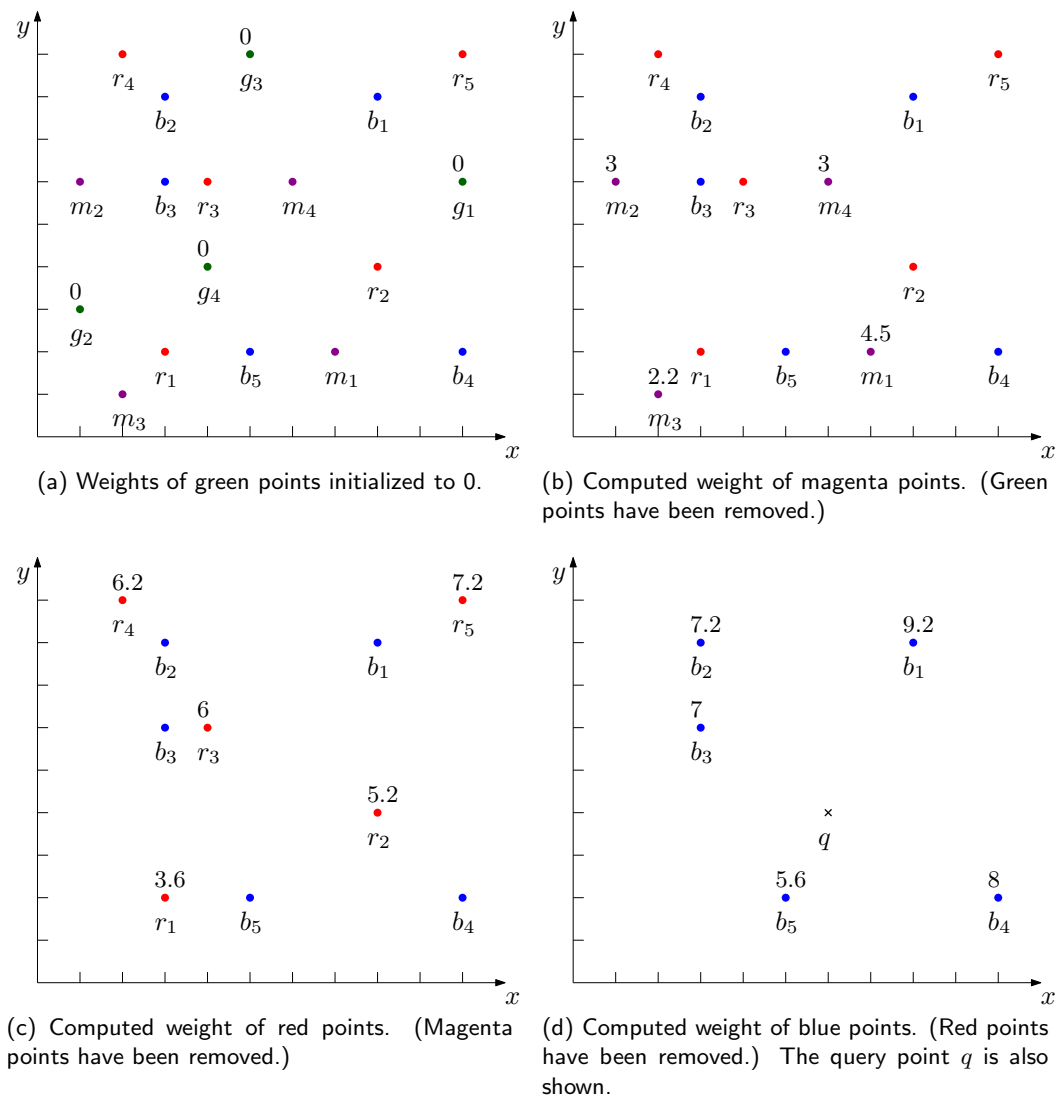 y
0
r4
g3
r5
b2
b1
0
m2
b3
r3
m4
g1
0
0
g4
r2
g2
r1
b5
m1
b4
m3
x
(a) Weights of green points initialized to 0.
y
r4
r5
b2
b1
3
3
m2
b3
r3
m4
r2
4.5
2.2
r1
b5
m1
b4
m3
x
(b) Computed weight of magenta points. (Green
points have been removed.)
y
6.2
7.2
r4
r5
b2
b1
6
b3
r3
5.2
r2
3.6
r1
b5
b4
x
(c) Computed weight of red points. (Magenta
points have been removed.)
y
7.2
9.2
b2
b1
7
b3
q
5.6
8
b5
b4
x
(d) Computed weight of blue points. (Red points
have been removed.) The query point q is also
shown.